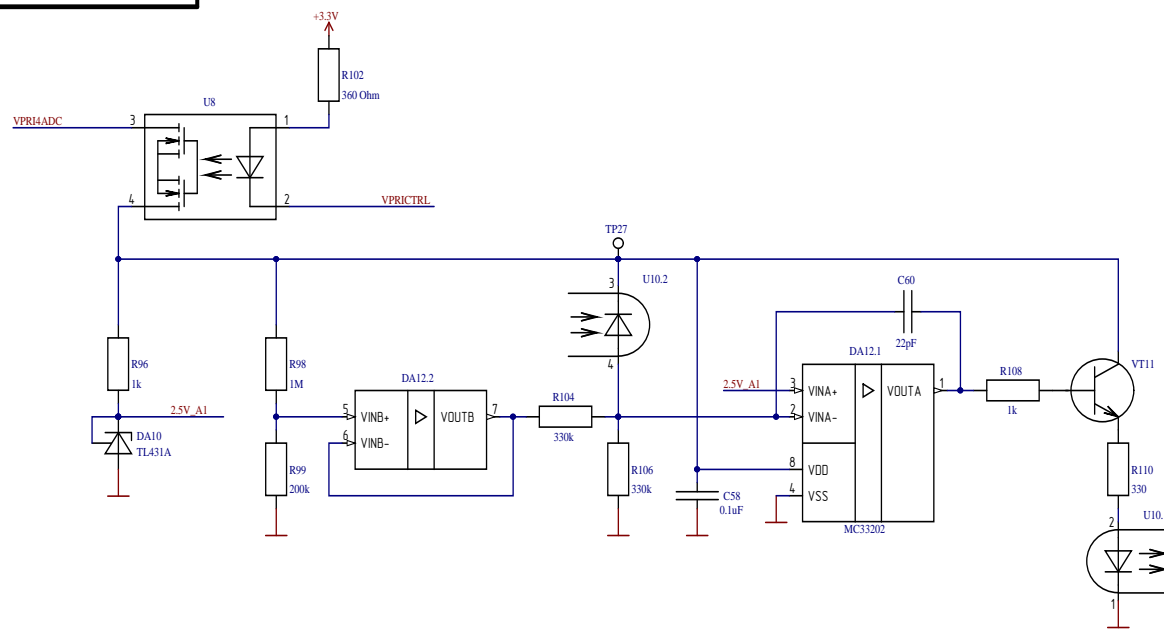 +3.3V
R102
360 Ohm
U8
VPRI4ADC
3
1
4
2
VPRICTRL
TP27
3
U10.2
4
C60
22pF
R96
1k
R98
1M
DA12.2
DA12.1
2.5V_A1
3
VINA+
VOUTA
1
R108
1k
VT11
2.5V_A1
5
VINB+
VOUTB
7
R104
330k
2
VINA-
6
VINB-
DA10
TL431A
R99
200k
R106
330k
8
VDD
4
VSS
C58
0.1uF
MC33202
R110
330
2
U10.
1